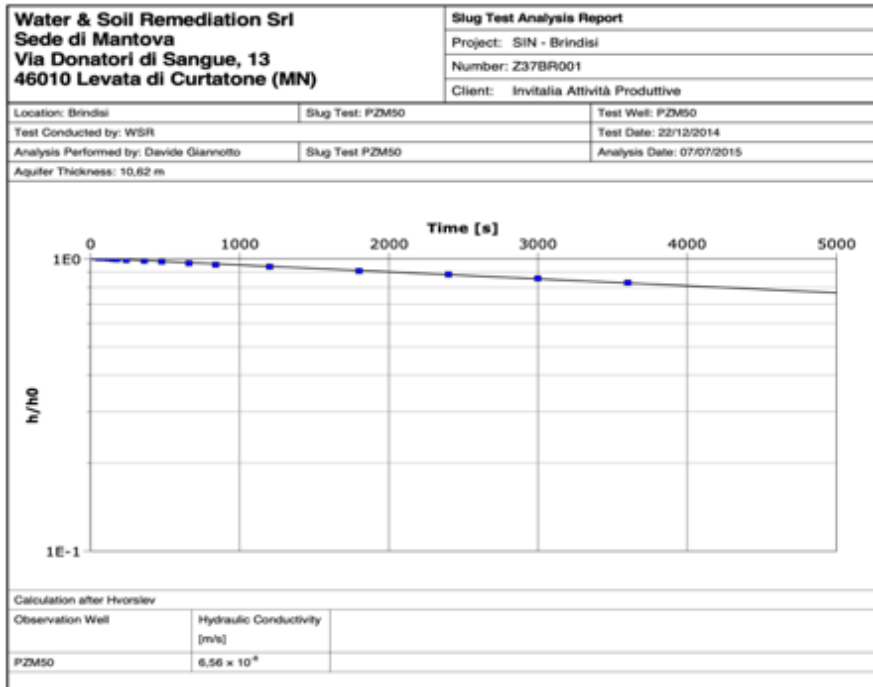 Water & Soil Remediation Srl
Sede di Mantova
Via Donatori di Sangue, 13
46010 Levata di Curtatone (MN)
Slug Test Analysis Report
Project: SIN - Brindisi
Number: Z37BR001
Client: Invitalia Attività Produttive
Location: Brindisi Slug Test: PZM50 Test Well: PZM50
Test Conducted by: WSR Test Date: 22/12/2014
Analysis Performed by: Davide Giannotto Slug Test PZM50 Analysis Date: 07/07/2015
Aquifer Thickness: 10,62 m
Time [s]
0 1000 2000 3000 4000 5000
1E0
h/h0
1E-1
Calculation after Hvorslev
Observation Well Hydraulic Conductivity
[m/s]
PZM50 6,56 × 10